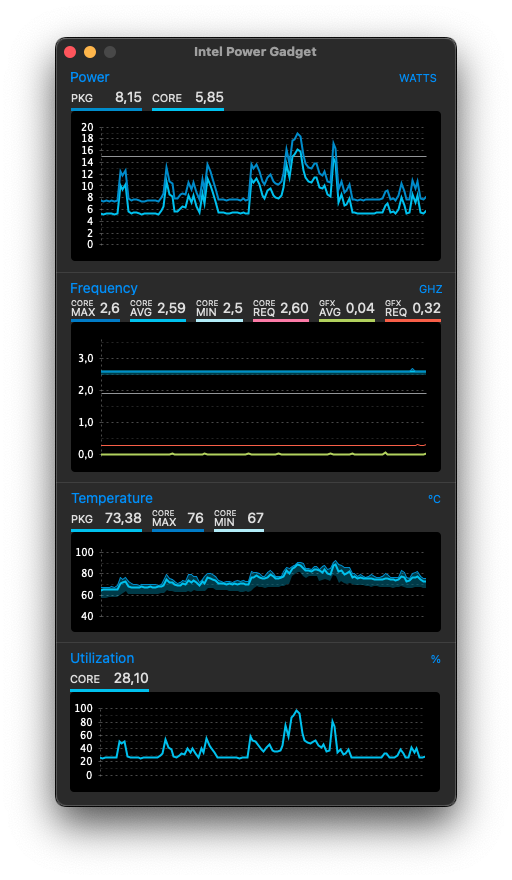 Intel Power Gadget
Power WATTS
PKG 8,15 CORE 5,85
20
18
16
14
12
10
8
6
4
2
0
Frequency GHZ
CORE MAX 2,6 CORE AVG 2,59 CORE MIN 2,5 CORE REQ 2,60 GFX AVG 0,04 GFX REQ 0,32
3,0
2,0
1,0
0,0
Temperature °C
PKG 73,38 CORE MAX 76 CORE MIN 67
100
80
60
40
Utilization %
CORE 28,10
100
80
60
40
20
0